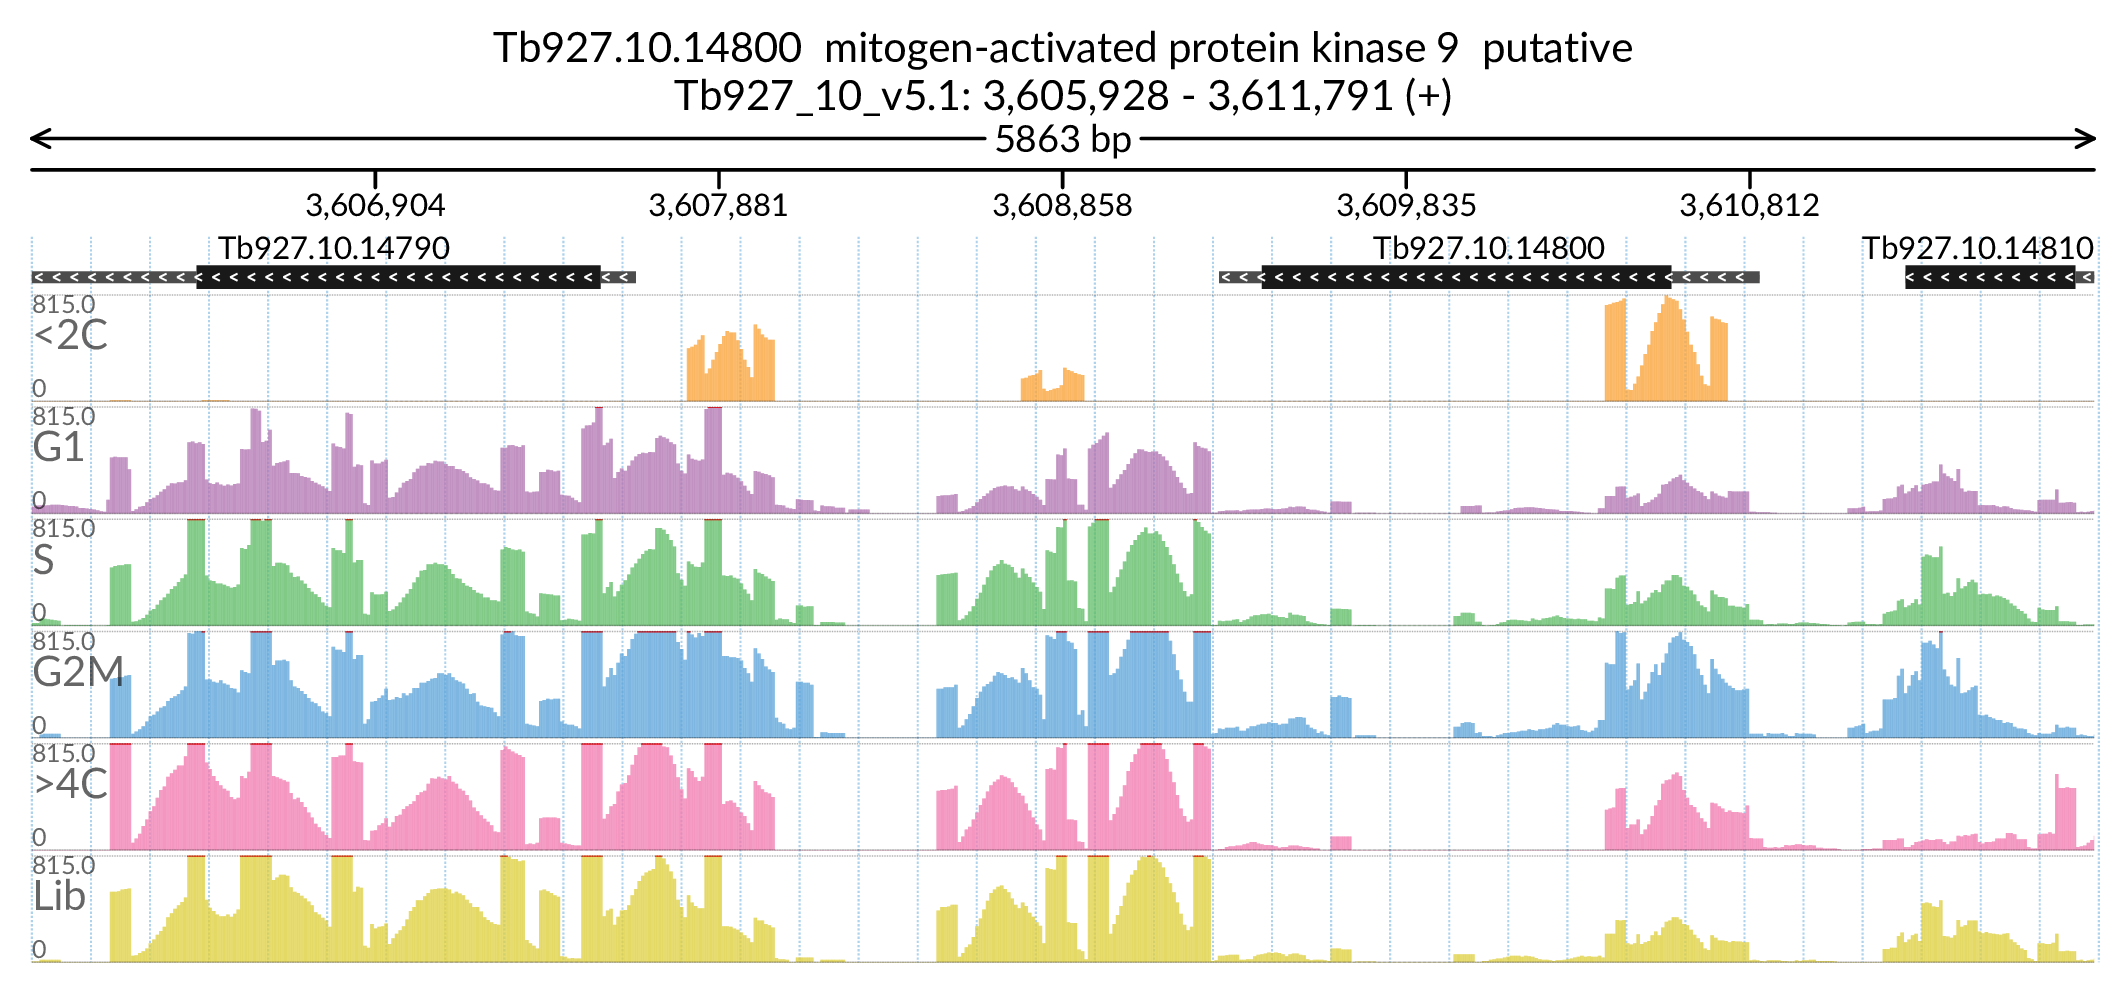 Tb927.10.14800 mitogen-activated protein kinase 9 putative
Tb927_10_v5.1: 3,605,928 - 3,611,791 (+)
5863 bp
3,606,904 3,607,881 3,608,858 3,609,835 3,610,812
Tb927.10.14790 Tb927.10.14800 Tb927.10.14810
815.0
<2C
0
815.0
G1
0
815.0
S
0
815.0
G2M
0
815.0
>4C
0
815.0
Lib
0